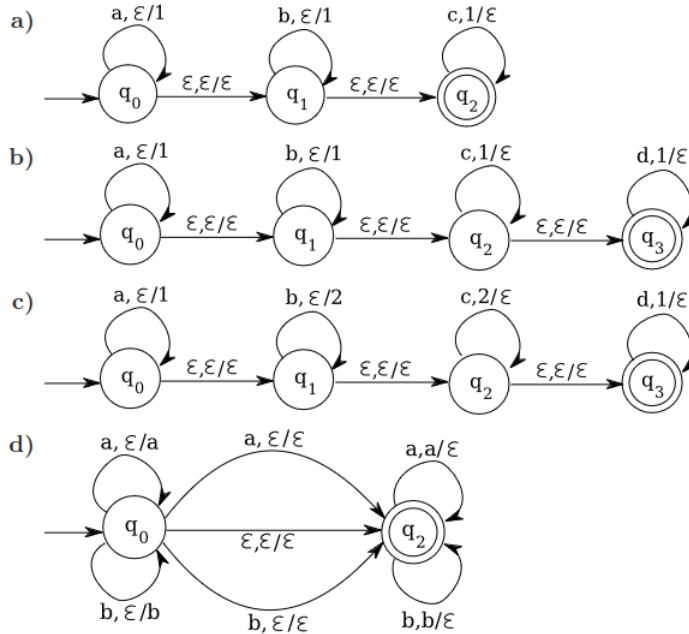 a)
a, Ɛ/1 b, Ɛ/1 c,1/Ɛ
q0 Ɛ,Ɛ/Ɛ q1 Ɛ,Ɛ/Ɛ q2
b)
a, Ɛ/1 b, Ɛ/1 c,1/Ɛ d,1/Ɛ
q0 Ɛ,Ɛ/Ɛ q1 Ɛ,Ɛ/Ɛ q2 Ɛ,Ɛ/Ɛ q3
c)
a, Ɛ/1 b, Ɛ/2 c,2/Ɛ d,1/Ɛ
q0 Ɛ,Ɛ/Ɛ q1 Ɛ,Ɛ/Ɛ q2 Ɛ,Ɛ/Ɛ q3
d)
a, Ɛ/a a, Ɛ/Ɛ a,a/Ɛ
q0 Ɛ,Ɛ/Ɛ q2
b, Ɛ/b b, Ɛ/Ɛ b,b/Ɛ